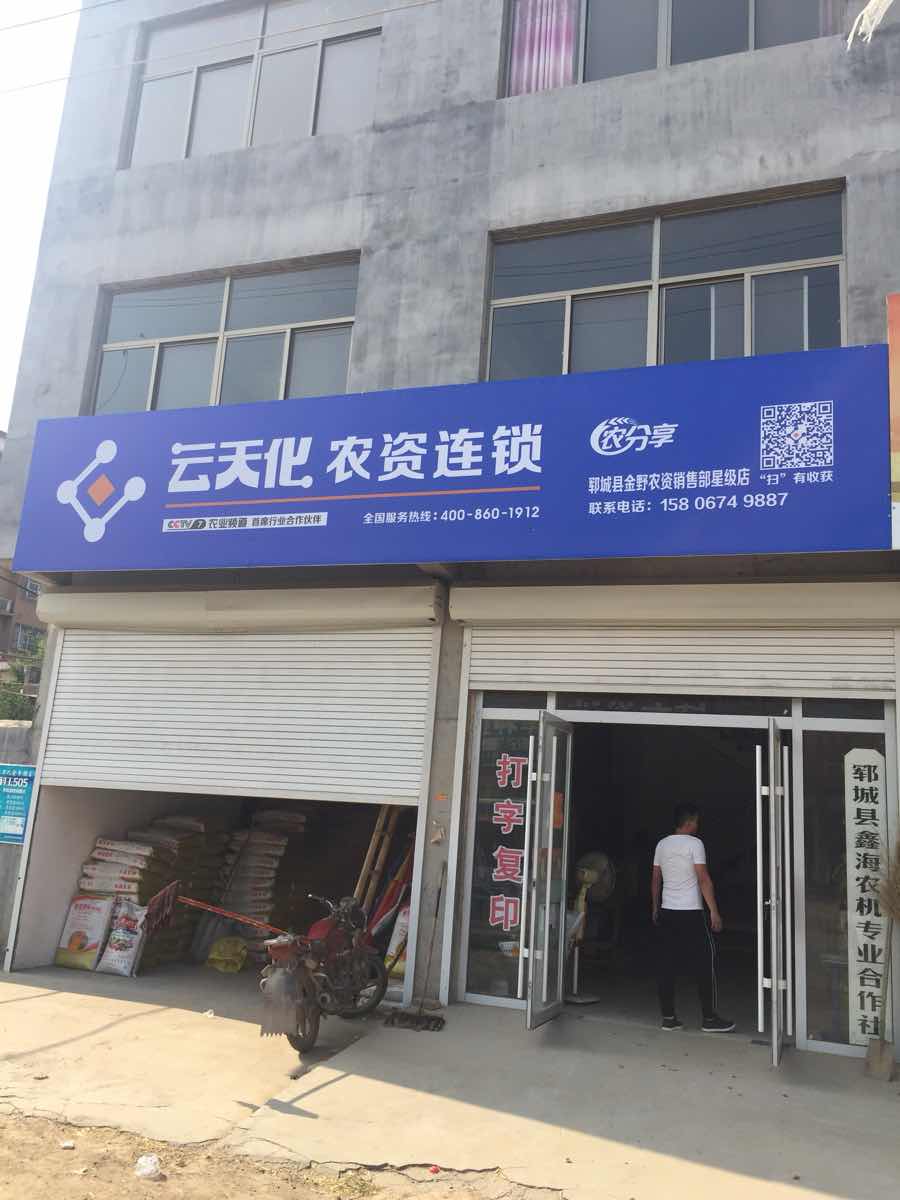 云天化 农资连锁
CCTV 7 农业频道 首席行业合作伙伴
全国服务热线：400-860-1912
农分享
郓城县金野农资销售部星级店
“扫”有收获
联系电话：158 0674 9887
打字复印
郓城县鑫海农机专业合作社